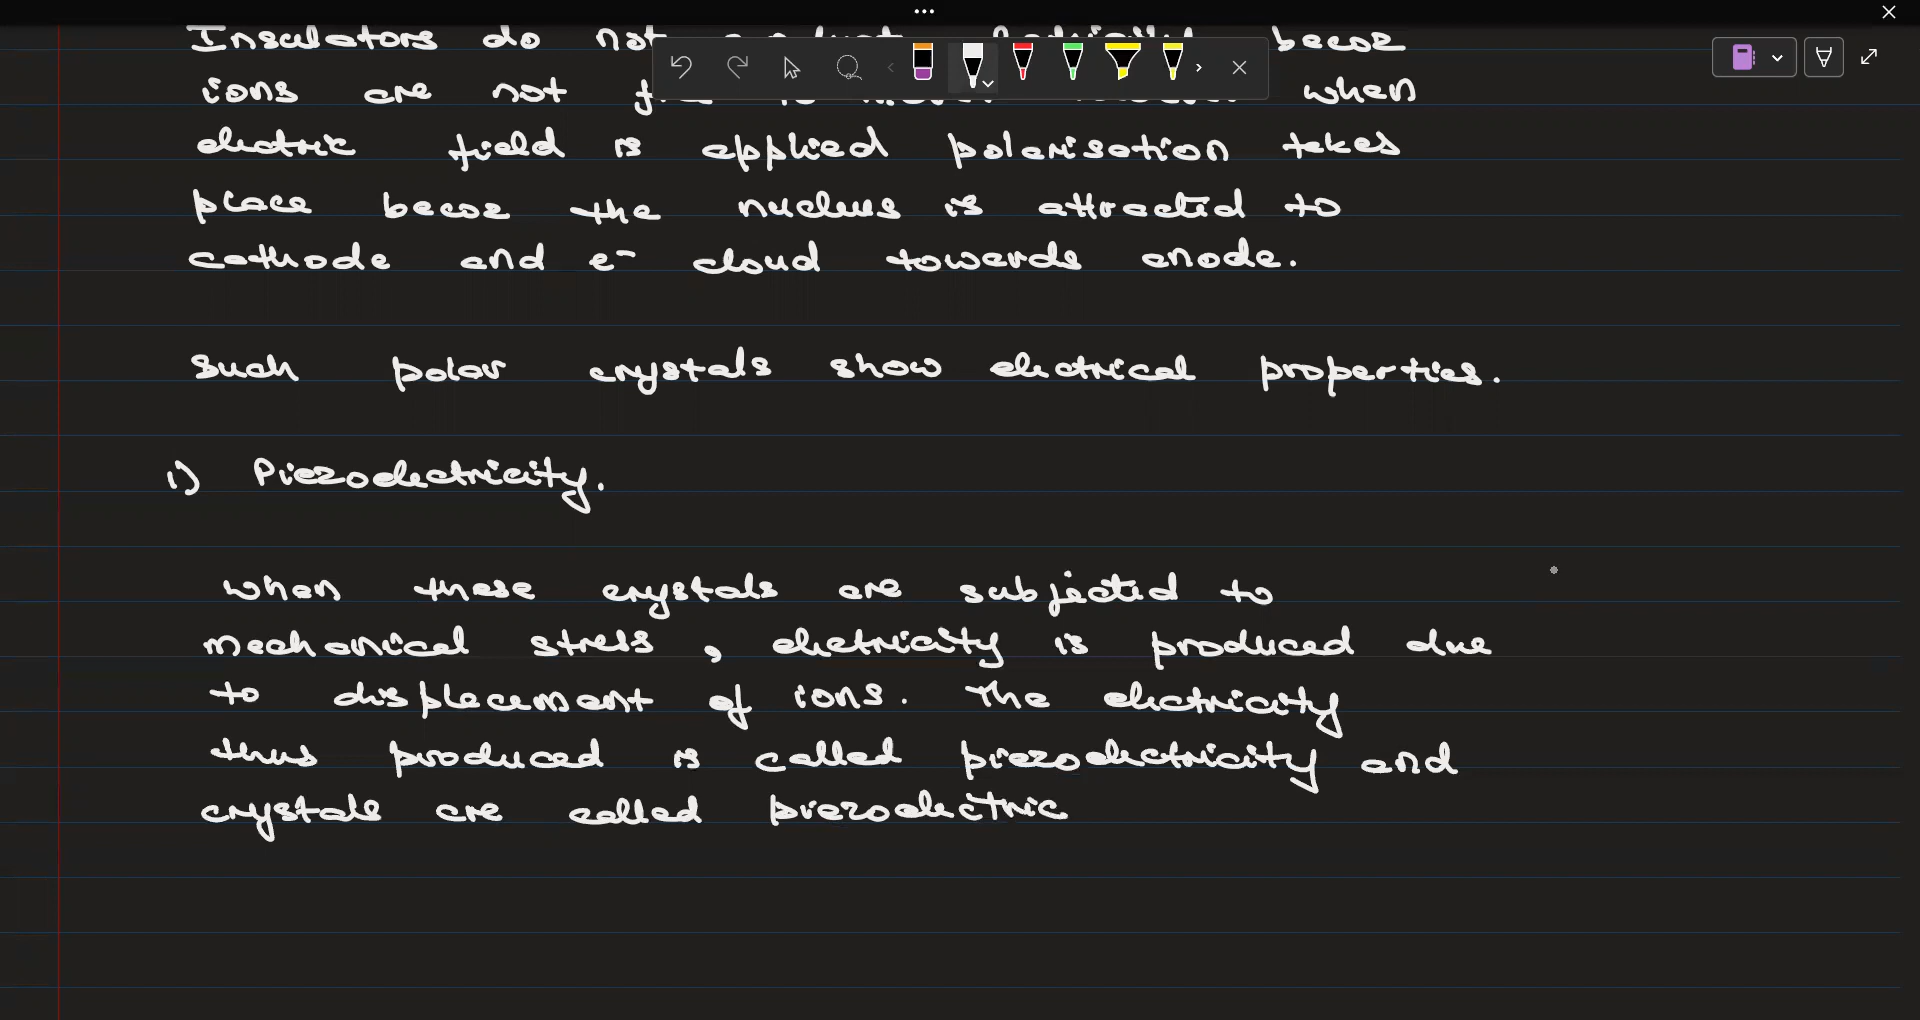 Insulators do not becoz
ions are not when
electric field is applied polarisation takes
place becoz the nucleus is attracted to
cathode and e- cloud towards anode.
Such polar crystals show electrical properties.
1) Piezoelectricity.
when these crystals are subjected to
mechanical stress, electricity is produced due
to displacement of ions. The electricity
thus produced is called piezoelectricity and
crystals are called piezoelectric